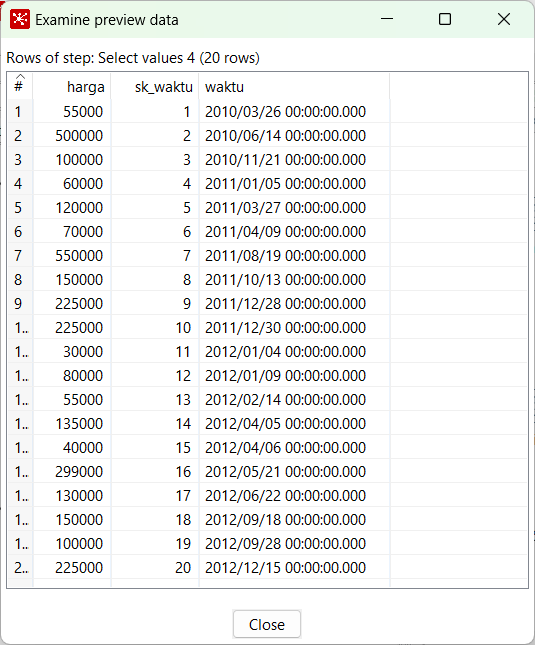 Examine preview data
Rows of step: Select values 4 (20 rows)
# harga sk_waktu waktu
1 55000 1 2010/03/26 00:00:00.000
2 500000 2 2010/06/14 00:00:00.000
3 100000 3 2010/11/21 00:00:00.000
4 60000 4 2011/01/05 00:00:00.000
5 120000 5 2011/03/27 00:00:00.000
6 70000 6 2011/04/09 00:00:00.000
7 550000 7 2011/08/19 00:00:00.000
8 150000 8 2011/10/13 00:00:00.000
9 225000 9 2011/12/28 00:00:00.000
1.. 225000 10 2011/12/30 00:00:00.000
1.. 30000 11 2012/01/04 00:00:00.000
1.. 80000 12 2012/01/09 00:00:00.000
1.. 55000 13 2012/02/14 00:00:00.000
1.. 135000 14 2012/04/05 00:00:00.000
1.. 40000 15 2012/04/06 00:00:00.000
1.. 299000 16 2012/05/21 00:00:00.000
1.. 130000 17 2012/06/22 00:00:00.000
1.. 150000 18 2012/09/18 00:00:00.000
1.. 100000 19 2012/09/28 00:00:00.000
2.. 225000 20 2012/12/15 00:00:00.000
Close